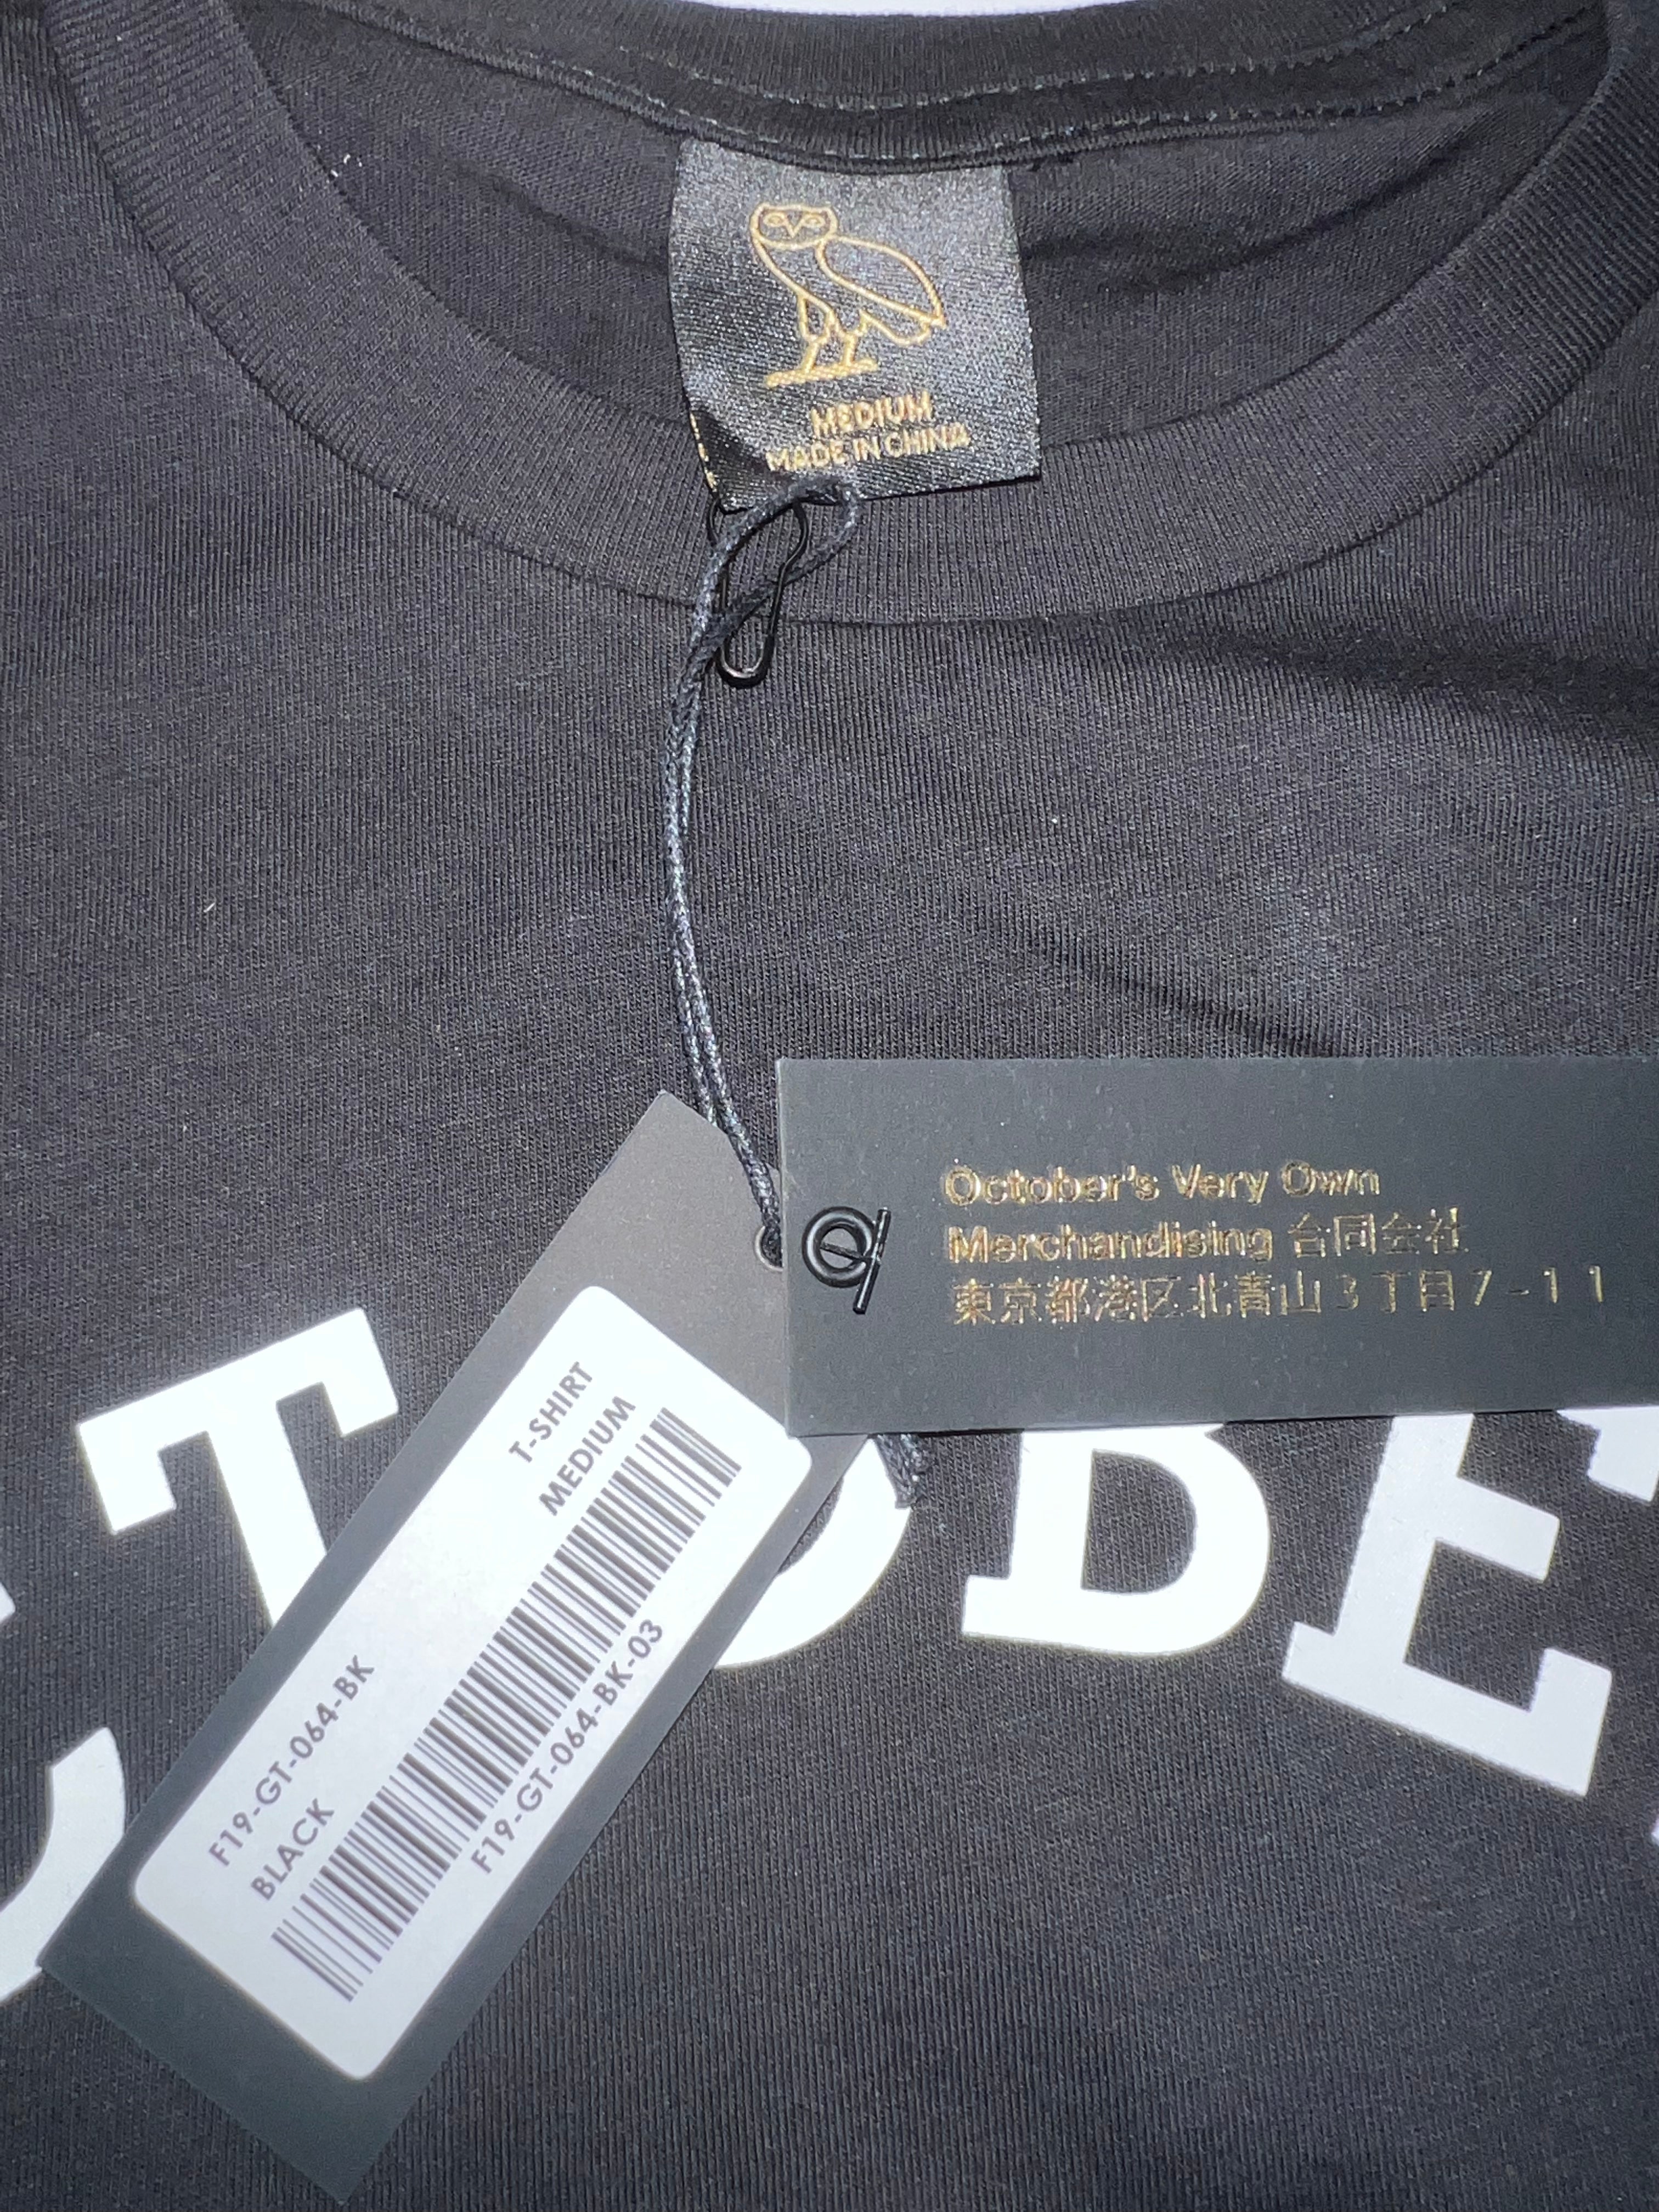 MEDIUM
MADE IN CHINA
October's Very Own
Merchandising 合同会社
東京都港区北青山3丁目7-11
T-SHIRT
MEDIUM
F19-GT-064-BK
BLACK
F19-GT-064-BK-03
CTOBE